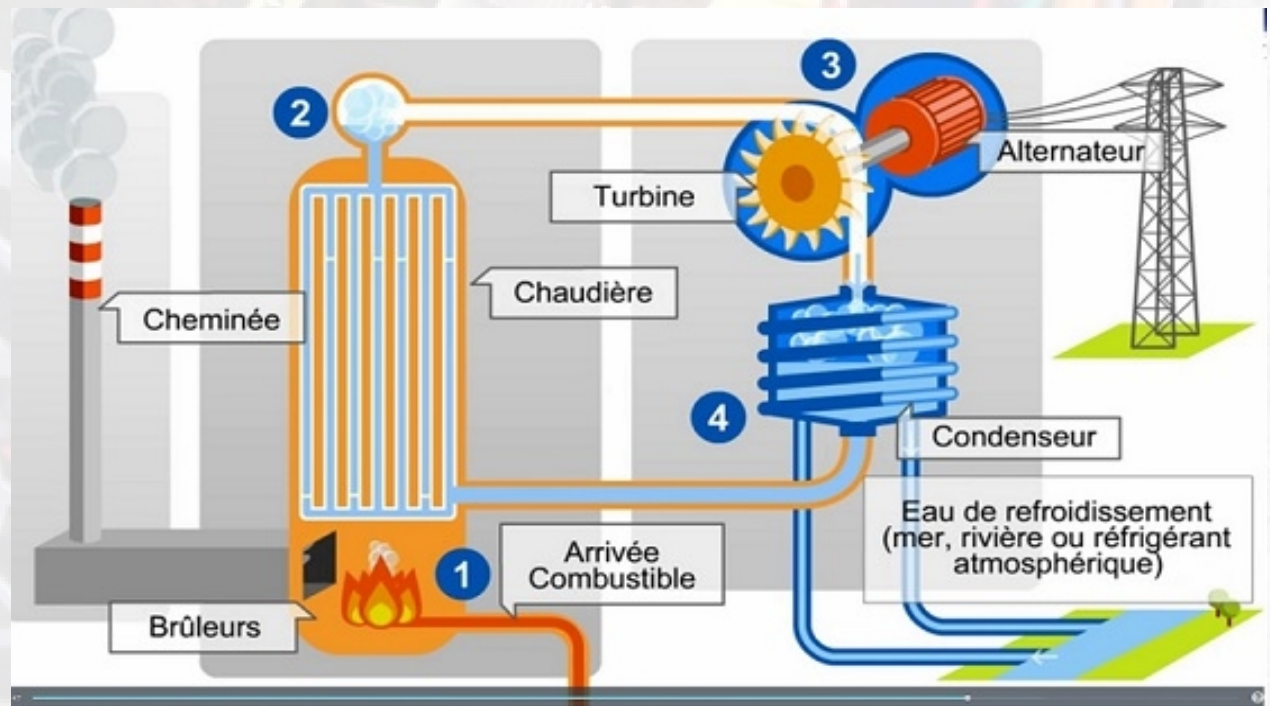 2
3
Alternateur
Turbine
Chaudière
Cheminée
4
Condenseur
Eau de refroidissement
(mer, rivière ou réfrigérant
atmosphérique)
1
Arrivée
Combustible
Brûleurs